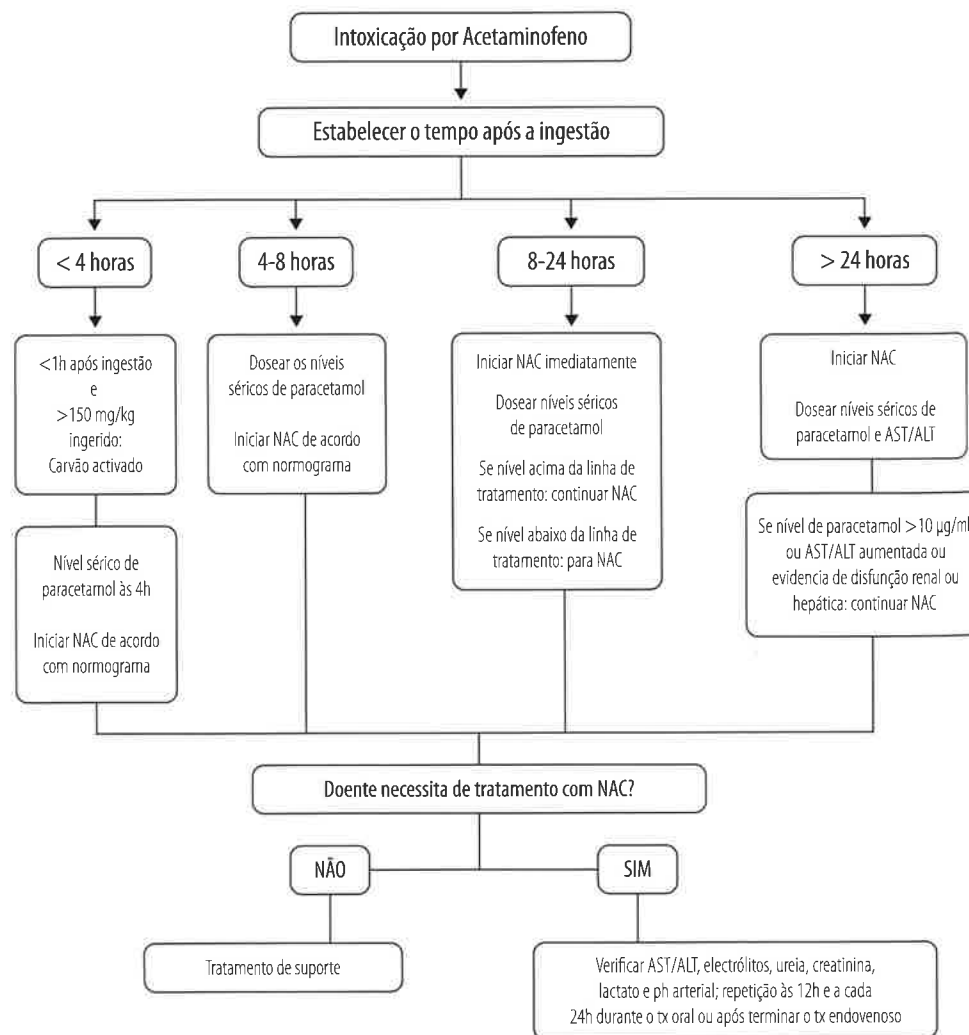 Intoxicação por Acetaminofeno
Estabelecer o tempo após a ingestão
< 4 horas
4-8 horas
8-24 horas
> 24 horas
<1h após ingestão
e
>150 mg/kg
ingerido:
Carvão activado
Nível sérico de
paracetamol às 4h
Iniciar NAC de acordo
com normograma
Dosear os níveis
séricos de paracetamol
Iniciar NAC de acordo
com normograma
Iniciar NAC imediatamente
Dosear níveis séricos
de paracetamol
Se nível acima da linha de
tratamento: continuar NAC
Se nível abaixo da linha de
tratamento: para NAC
Iniciar NAC
Dosear níveis séricos de
paracetamol e AST/ALT
Se nível de paracetamol >10 µg/ml
ou AST/ALT aumentada ou
evidencia de disfunção renal ou
hepática: continuar NAC
Doente necessita de tratamento com NAC?
NÃO
SIM
Tratamento de suporte
Verificar AST/ALT, electrólitos, ureia, creatinina,
lactato e ph arterial; repetição às 12h e a cada
24h durante o tx oral ou após terminar o tx endovenoso